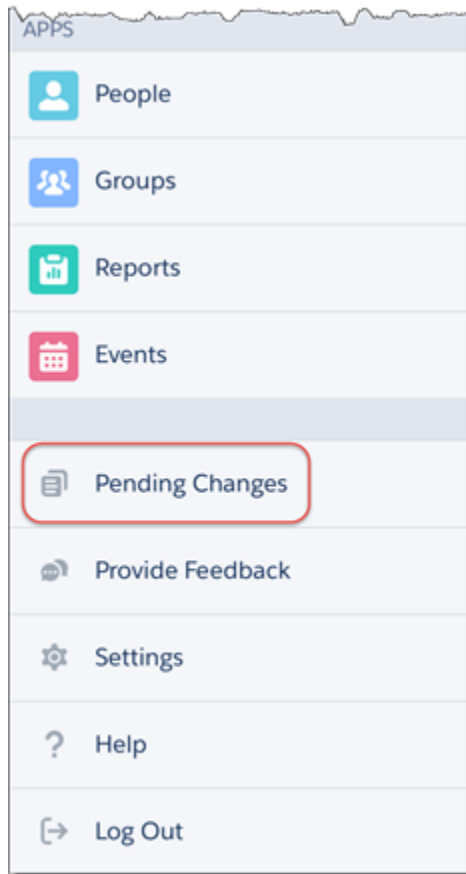 APPS
People
Groups
Reports
Events
Pending Changes
Provide Feedback
Settings
Help
Log Out